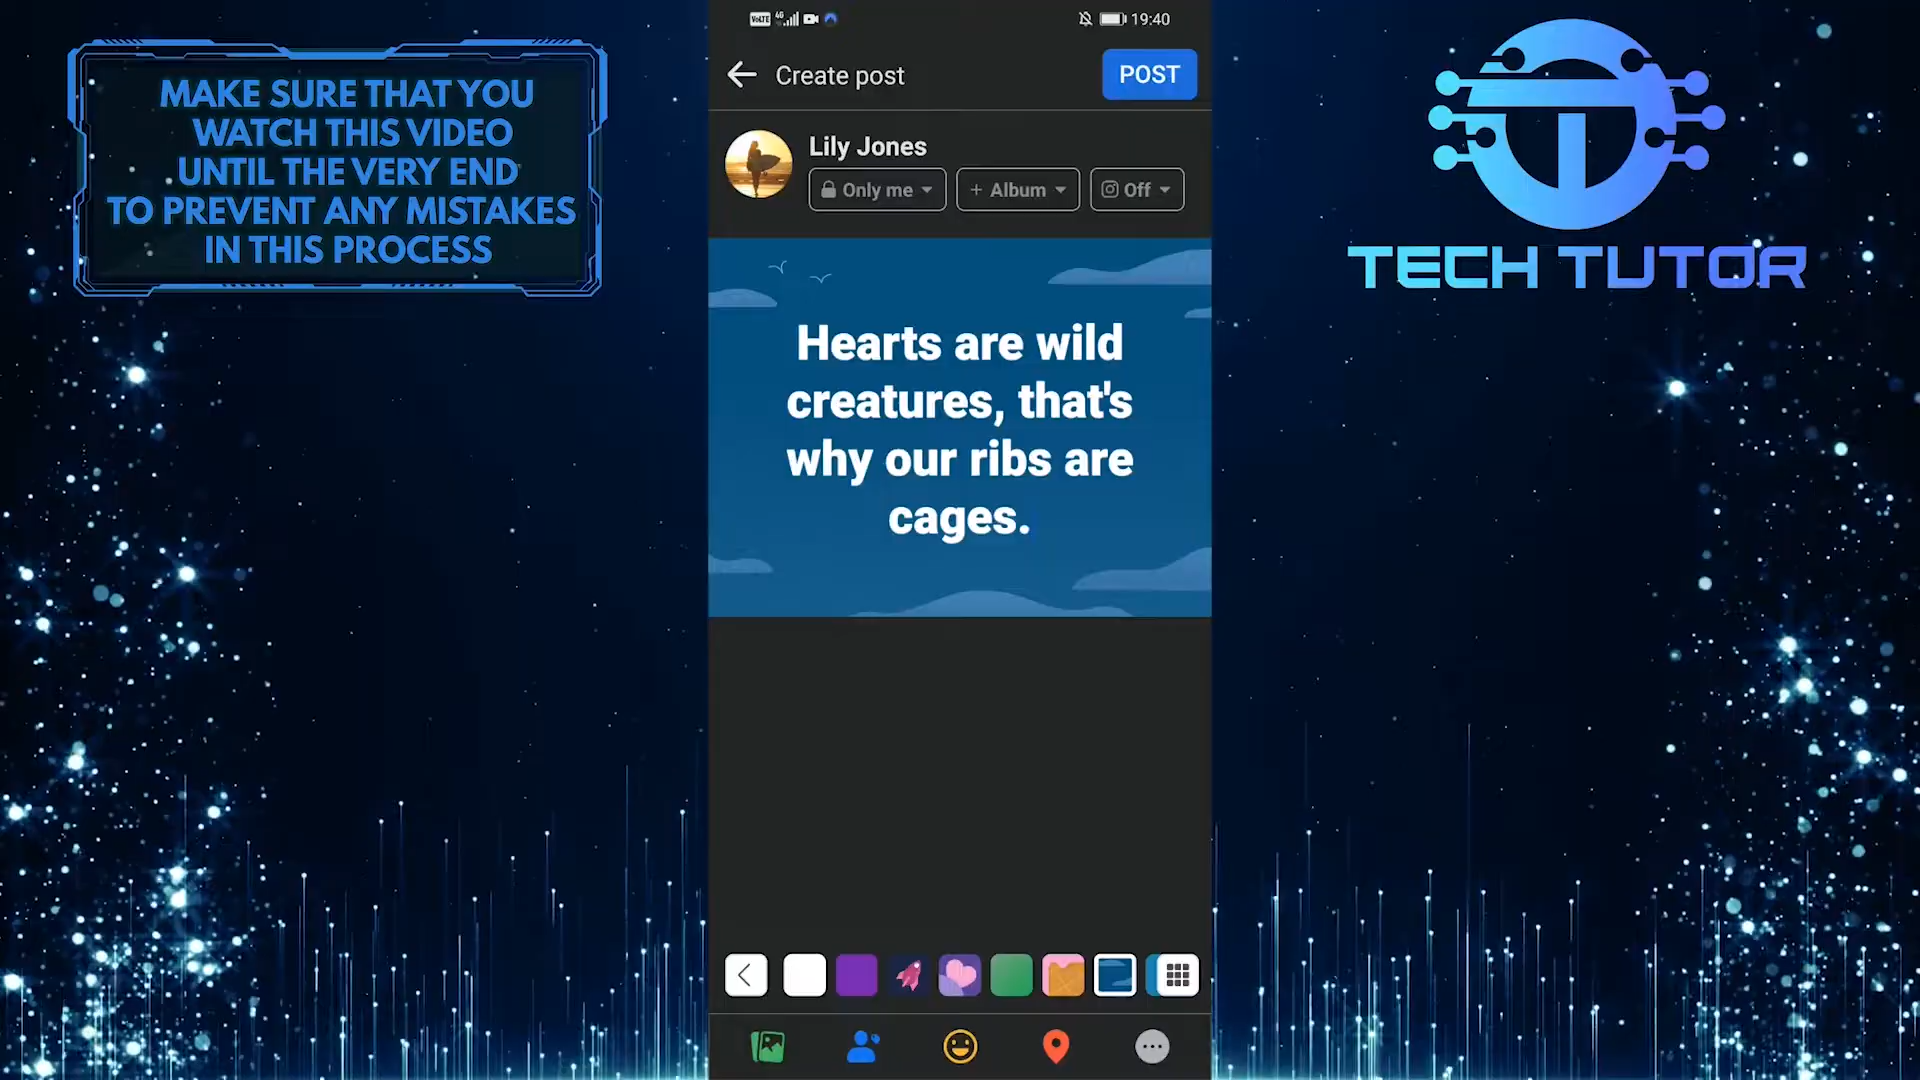 MAKE SURE THAT YOU
WATCH THIS VIDEO
UNTIL THE VERY END
TO PREVENT ANY MISTAKES
IN THIS PROCESS
VoLTE 4G 19:40
Create post
POST
Lily Jones
Only me
+ Album
Off
Hearts are wild
creatures, that's
why our ribs are
cages.
TECH TUTOR